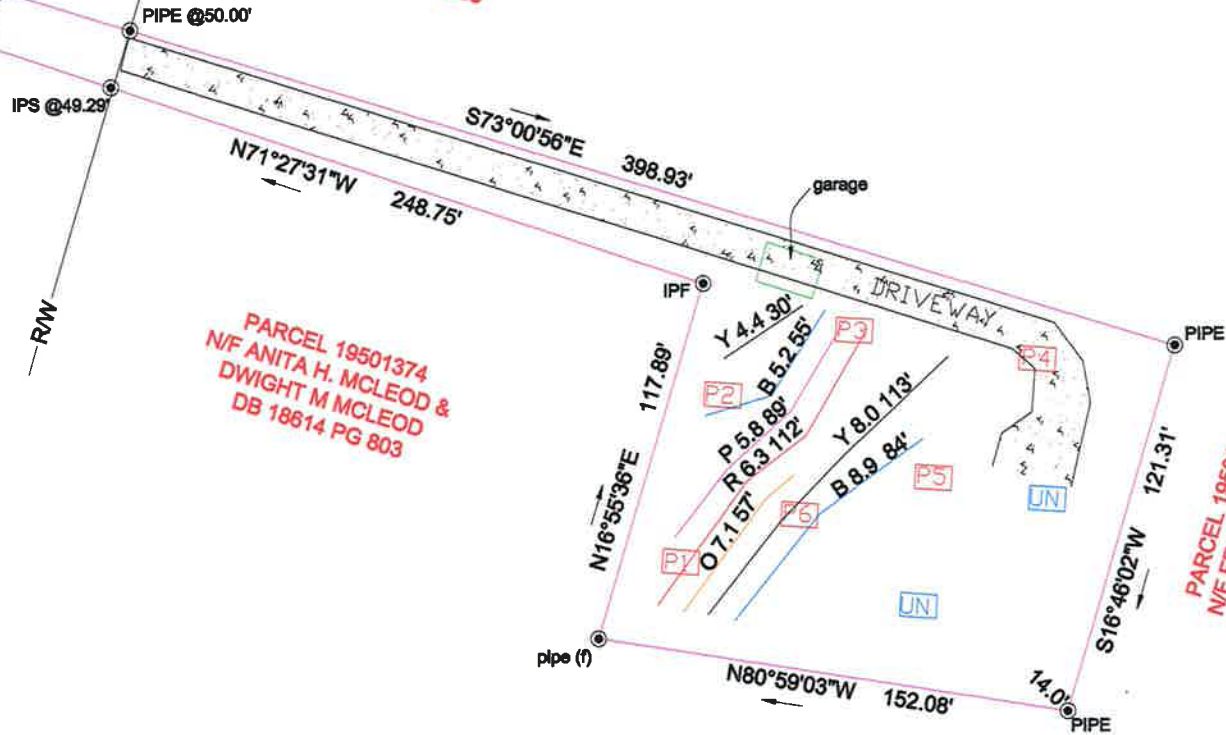 PIPE @50.00'
IPS @49.29'
S73°00'56"E 398.93'
N71°27'31"W 248.75'
garage
R/W
IPF
DRIVEWAY
PIPE
PARCEL 19501374
N/F ANITA H. MCLEOD &
DWIGHT M MCLEOD
DB 18614 PG 803
Y 4.4 30'
P3
P4
B 5.2 55'
P2
117.89'
N16°55'36"E
P 5.8 89'
R 6.3 112'
Y 8.0 113'
B 8.9 84'
P5
UN
121.31'
P6
O 7.1 57'
P1
UN
S16°46'02"W
PARCEL
N/F
pipe (f)
N80°59'03"W 152.08'
14.0'
PIPE